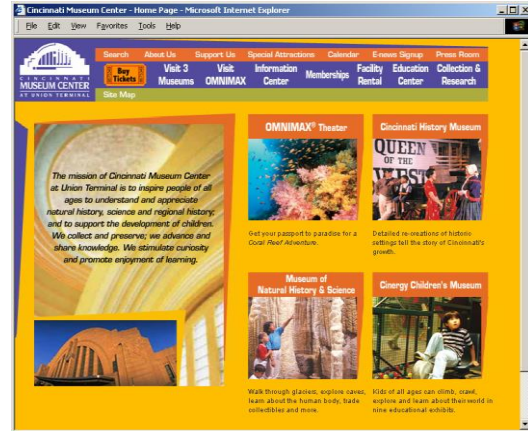 Cincinnati Museum Center - Home Page - Microsoft Internet Explorer
File Edit View Favorites Tools Help
Search About Us Support Us Special Attractions Calendar E-news Signup Press Room
Buy Tickets
Visit 3 Museums
Visit OMNIMAX
Information Center
Memberships
Facility Rental
Education Center
Collection & Research
CINCINNATI
MUSEUM CENTER
AT UNION TERMINAL
Site Map
The mission of Cincinnati Museum Center
at Union Terminal is to inspire people of all
ages to understand and appreciate
natural history, science and regional history;
and to support the development of children.
We collect and preserve; we advance and
share knowledge. We stimulate curiosity
and promote enjoyment of learning.
OMNIMAX® Theater
Get your passport to paradise for a
Coral Reef Adventure.
Cincinnati History Museum
QUEEN
OF THE
WEST
Detailed re-creations of historic
settings tell the story of Cincinnati's
growth.
Museum of
Natural History & Science
Walk through glaciers, explore caves,
learn about the human body, trade
collectibles and more.
Cinergy Children's Museum
Kids of all ages can climb, crawl,
explore and learn about their world in
nine educational exhibits.